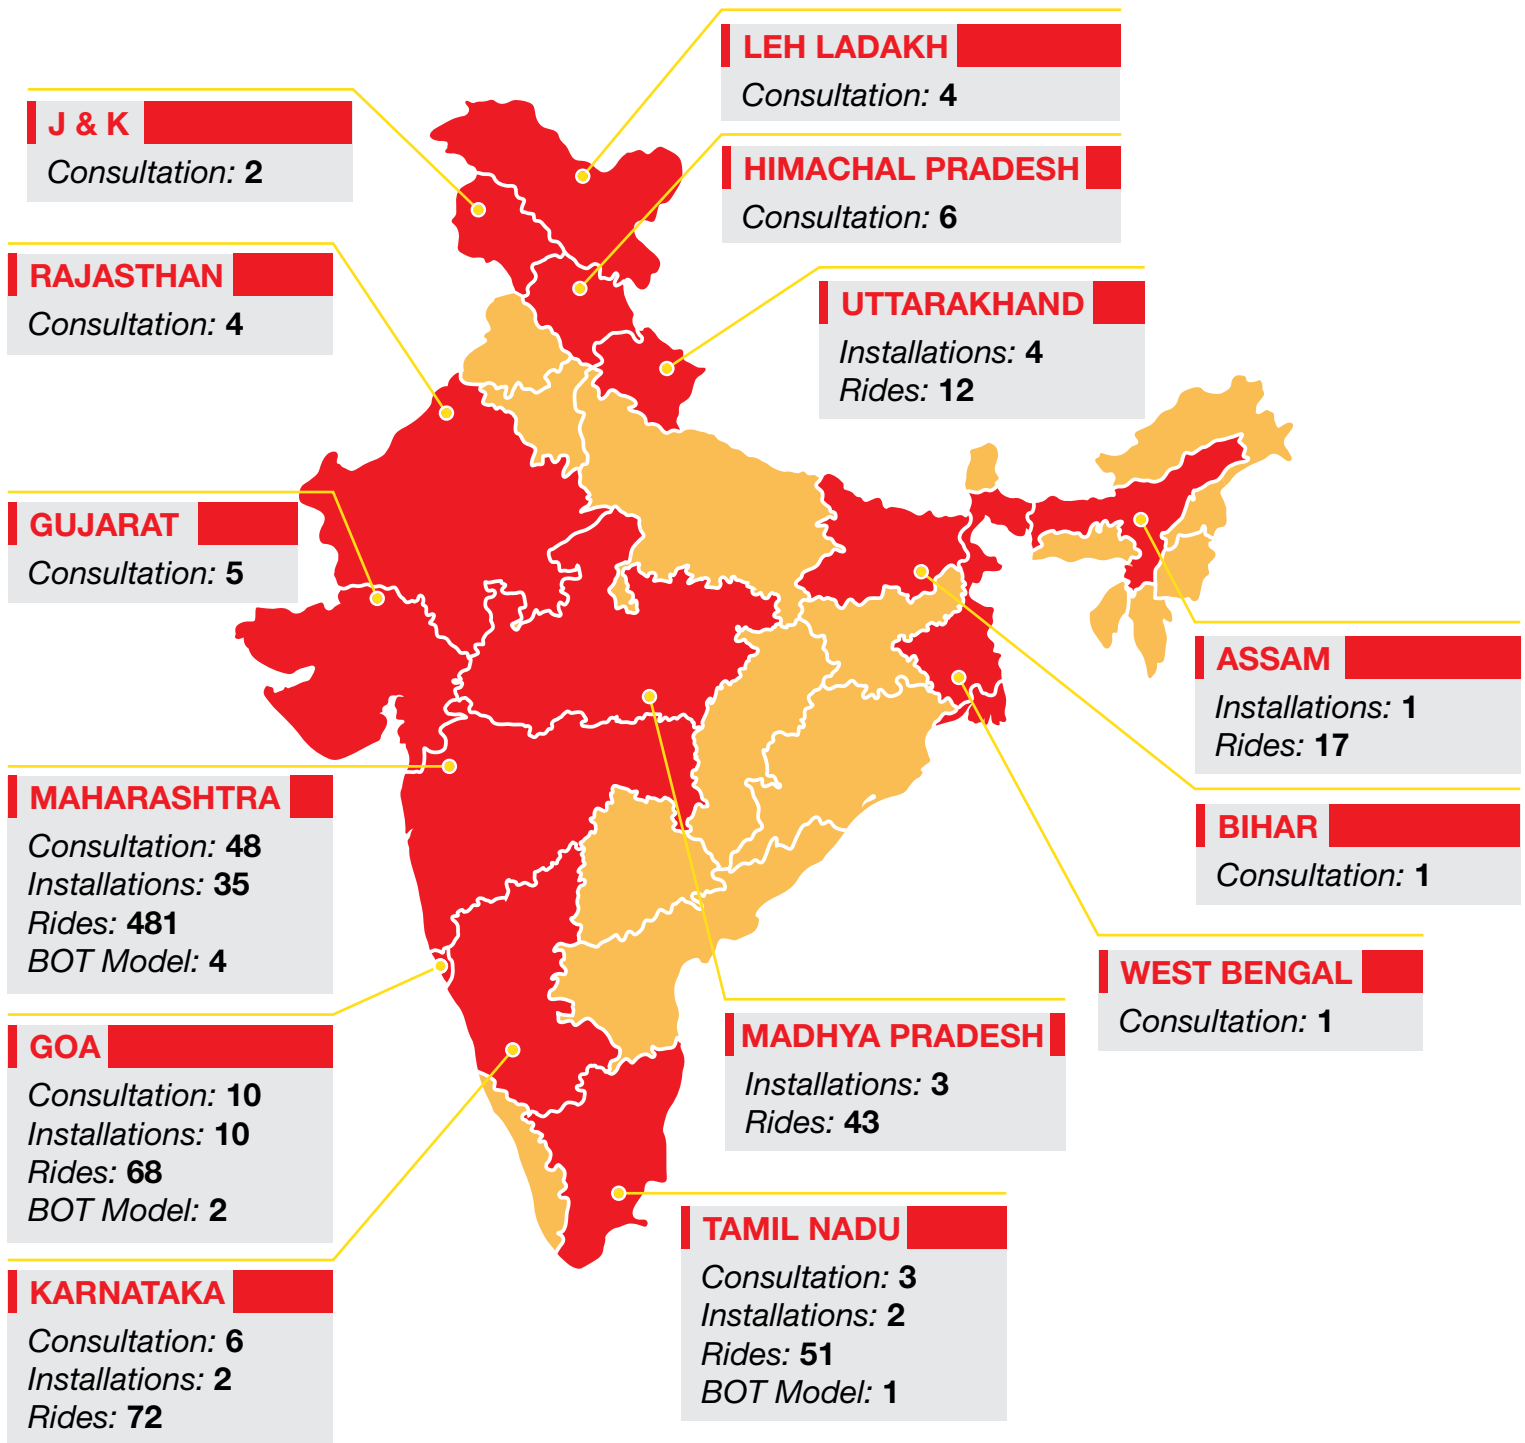 LEH LADAKH
Consultation: 4
J & K
Consultation: 2
HIMACHAL PRADESH
Consultation: 6
RAJASTHAN
Consultation: 4
UTTARAKHAND
Installations: 4
Rides: 12
GUJARAT
Consultation: 5
ASSAM
Installations: 1
Rides: 17
MAHARASHTRA
Consultation: 48
Installations: 35
Rides: 481
BOT Model: 4
BIHAR
Consultation: 1
WEST BENGAL
Consultation: 1
GOA
Consultation: 10
Installations: 10
Rides: 68
BOT Model: 2
MADHYA PRADESH
Installations: 3
Rides: 43
TAMIL NADU
Consultation: 3
Installations: 2
Rides: 51
BOT Model: 1
KARNATAKA
Consultation: 6
Installations: 2
Rides: 72